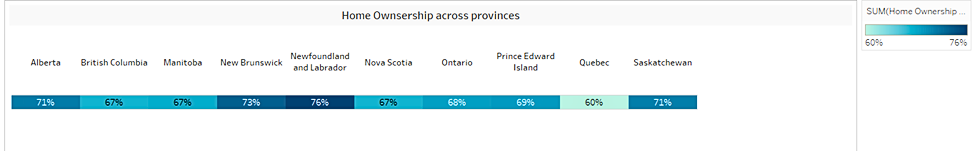 Home Ownsership across provinces
SUM(Home Ownership ...
60% 76%
Alberta British Columbia Manitoba New Brunswick Newfoundland and Labrador Nova Scotia Ontario Prince Edward Island Quebec Saskatchewan
71% 67% 67% 73% 76% 67% 68% 69% 60% 71%